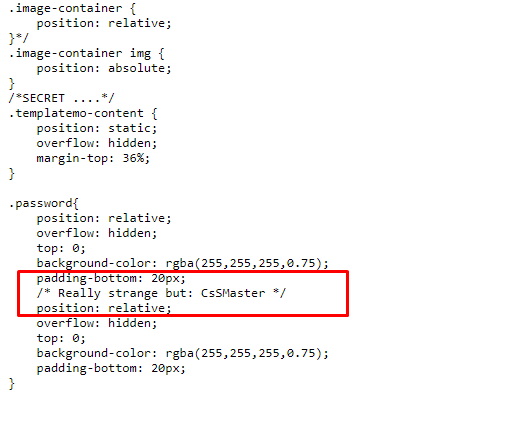 .image-container {
    position: relative;
}*/
.image-container img {
    position: absolute;
}
/*SECRET ....*/
.templatemo-content {
    position: static;
    overflow: hidden;
    margin-top: 36%;
}

.password{
    position: relative;
    overflow: hidden;
    top: 0;
    background-color: rgba(255,255,255,0.75);
    padding-bottom: 20px;
    /* Really strange but: CsSMaster */
    position: relative;
    overflow: hidden;
    top: 0;
    background-color: rgba(255,255,255,0.75);
    padding-bottom: 20px;
}